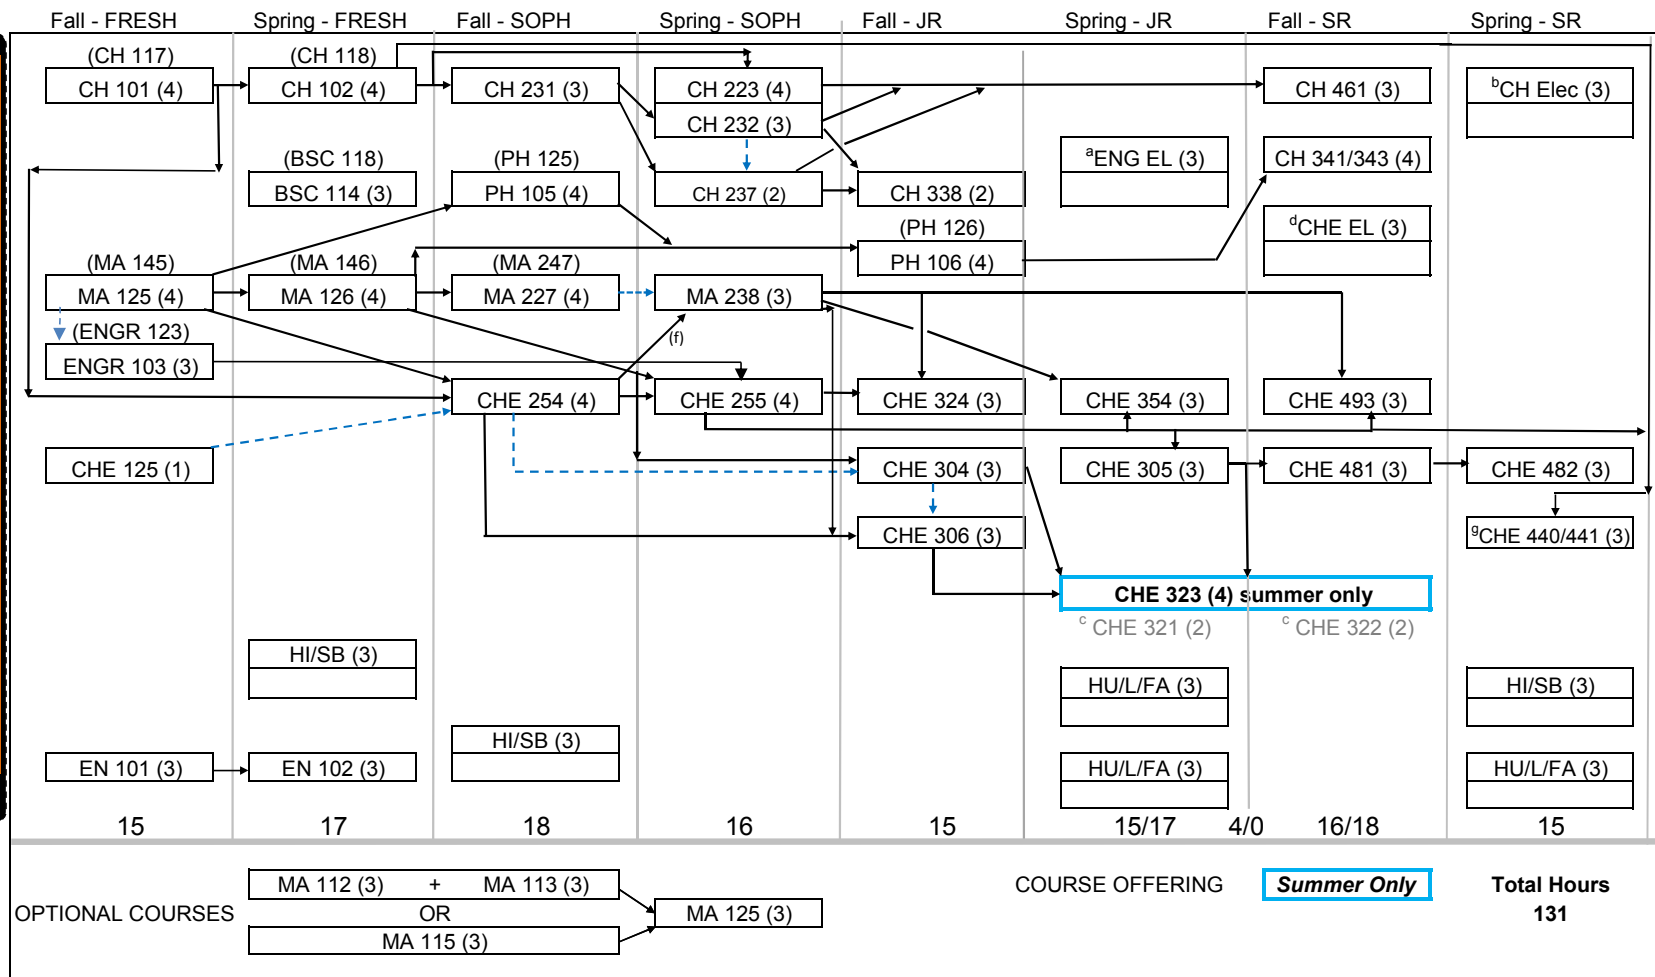 Fall - FRESH Spring - FRESH Fall - SOPH Spring - SOPH Fall - JR Spring - JR Fall - SR Spring - SR
(CH 117) (CH 118)
CH 101 (4) CH 102 (4) CH 231 (3) CH 223 (4) CH 461 (3) bCH Elec (3)
CH 232 (3)
(BSC 118) (PH 125) aENG EL (3) CH 341/343 (4)
BSC 114 (3) PH 105 (4) CH 237 (2) CH 338 (2)
(PH 126) dCHE EL (3)
(MA 145) (MA 146) (MA 247) PH 106 (4)
MA 125 (4) MA 126 (4) MA 227 (4) MA 238 (3)
(ENGR 123) (f)
ENGR 103 (3)
CHE 254 (4) CHE 255 (4) CHE 324 (3) CHE 354 (3) CHE 493 (3)
CHE 125 (1) CHE 304 (3) CHE 305 (3) CHE 481 (3) CHE 482 (3)
CHE 306 (3) gCHE 440/441 (3)
CHE 323 (4) summer only
c CHE 321 (2) c CHE 322 (2)
HI/SB (3)
HU/L/FA (3) HI/SB (3)
HI/SB (3)
EN 101 (3) EN 102 (3) HU/L/FA (3) HU/L/FA (3)
15 17 18 16 15 15/17 4/0 16/18 15
MA 112 (3) + MA 113 (3) COURSE OFFERING Summer Only Total Hours
OPTIONAL COURSES OR MA 125 (3) 131
MA 115 (3)